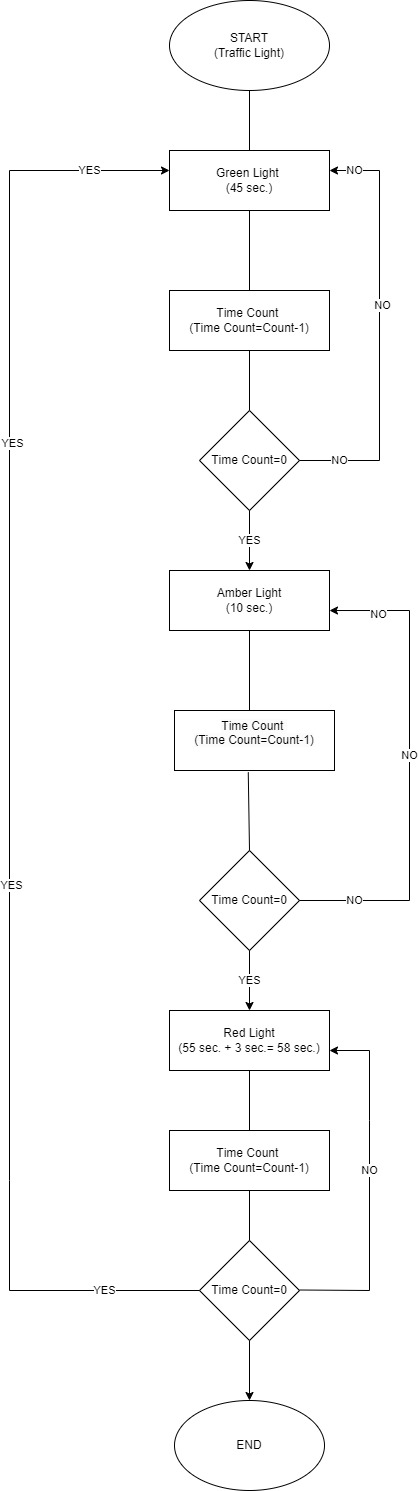 START
(Traffic Light)
YES
Green Light
(45 sec.)
NO
NO
Time Count
(Time Count=Count-1)
YES
Time Count=0
NO
YES
Amber Light
(10 sec.)
NO
Time Count
(Time Count=Count-1)
NO
YES
Time Count=0
NO
YES
Red Light
(55 sec. + 3 sec.= 58 sec.)
Time Count
(Time Count=Count-1)
NO
YES
Time Count=0
END